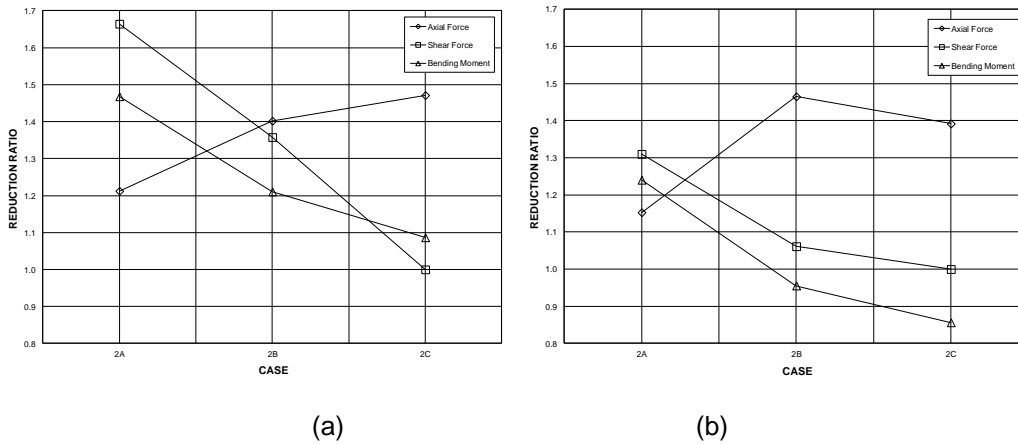 1.7
1.6
1.5
1.4
1.3
1.2
1.1
1.0
0.9
0.8
REDUCTION RATIO
Axial Force
Shear Force
Bending Moment
2A 2B 2C
CASE
(a)
1.7
1.6
1.5
1.4
1.3
1.2
1.1
1.0
0.9
0.8
REDUCTION RATIO
Axial Force
Shear Force
Bending Moment
2A 2B 2C
CASE
(b)